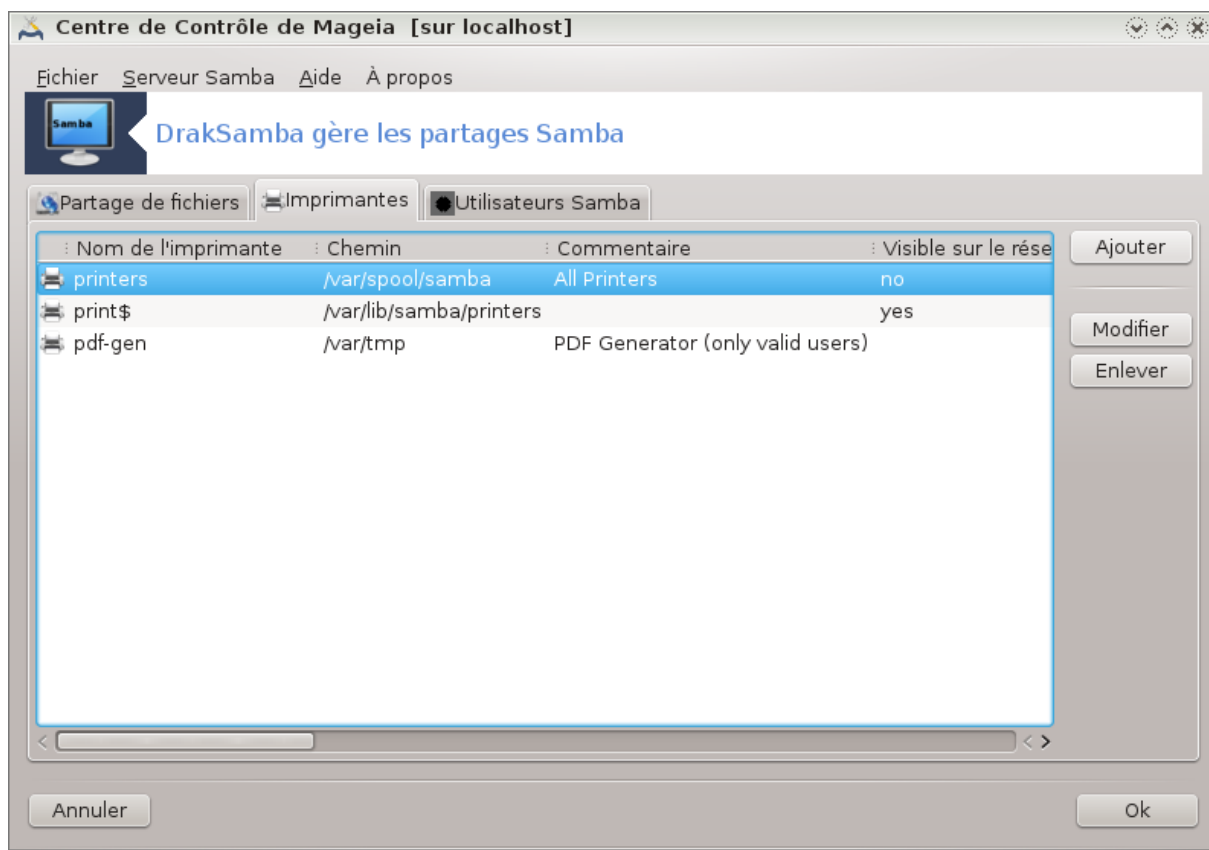 Centre de Contrôle de Mageia [sur localhost]
Fichier Serveur Samba Aide À propos
Samba
DrakSamba gère les partages Samba
Partage de fichiers Imprimantes Utilisateurs Samba
Nom de l'imprimante Chemin Commentaire Visible sur le rése
Ajouter
printers /var/spool/samba All Printers no
print$ /var/lib/samba/printers yes
Modifier
pdf-gen /var/tmp PDF Generator (only valid users)
Enlever
Annuler Ok